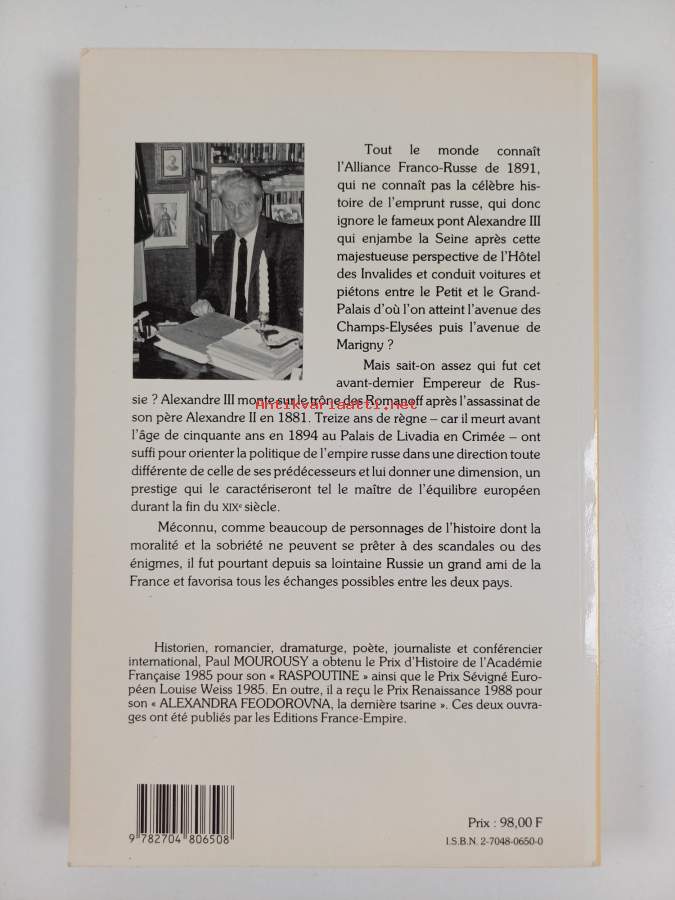 Tout le monde connaît
l'Alliance Franco-Russe de 1891,
qui ne connaît pas la célèbre his-
toire de l'emprunt russe, qui donc
ignore le fameux pont Alexandre III
qui enjambe la Seine après cette
majestueuse perspective de l'Hôtel
des Invalides et conduit voitures et
piétons entre le Petit et le Grand-
Palais d'où l'on atteint l'avenue des
Champs-Elysées puis l'avenue de
Marigny ?
Mais sait-on assez qui fut cet
avant-dernier Empereur de Rus-
sie ? Alexandre III monte sur le trône des Romanoff après l'assassinat de
Antikvariaatti.net
son père Alexandre II en 1881. Treize ans de règne – car il meurt avant
l'âge de cinquante ans en 1894 au Palais de Livadia en Crimée – ont
suffi pour orienter la politique de l'empire russe dans une direction toute
différente de celle de ses prédécesseurs et lui donner une dimension, un
prestige qui le caractériseront tel le maître de l'équilibre européen
durant la fin du XIXe siècle.
Méconnu, comme beaucoup de personnages de l'histoire dont la
moralité et la sobriété ne peuvent se prêter à des scandales ou des
énigmes, il fut pourtant depuis sa lointaine Russie un grand ami de la
France et favorisa tous les échanges possibles entre les deux pays.
Historien, romancier, dramaturge, poète, journaliste et conférencier
international, Paul MOUROUSY a obtenu le Prix d'Histoire de l'Académie
Française 1985 pour son « RASPOUTINE » ainsi que le Prix Sévigné Euro-
péen Louise Weiss 1985. En outre, il a reçu le Prix Renaissance 1988 pour
son « ALEXANDRA FEODOROVNA, la dernière tsarine ». Ces deux ouvra-
ges ont été publiés par les Editions France-Empire.
9 782704 806508
Prix : 98,00 F
I.S.B.N. 2-7048-0650-0